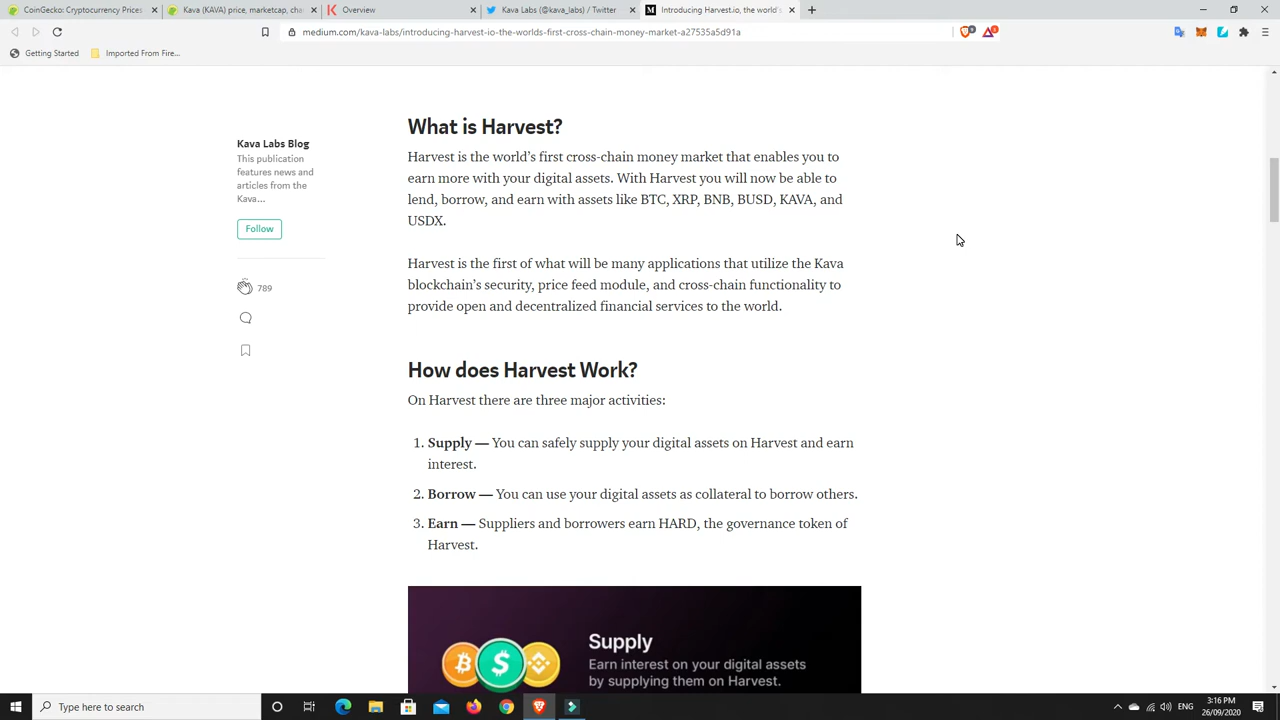 CoinGecko: Cryptocurrency Prices
Kava (KAVA) price, marketcap, cha
Overview
Kava Labs (@kava_labs) / Twitter
Introducing Harvest.io, the world's
medium.com/kava-labs/introducing-harvest-io-the-worlds-first-cross-chain-money-market-a27535a5d91a
Getting Started
Imported From Fire...
Kava Labs Blog
This publication
features news and
articles from the
Kava...
Follow
789
What is Harvest?
Harvest is the world's first cross-chain money market that enables you to
earn more with your digital assets. With Harvest you will now be able to
lend, borrow, and earn with assets like BTC, XRP, BNB, BUSD, KAVA, and
USDX.
Harvest is the first of what will be many applications that utilize the Kava
blockchain's security, price feed module, and cross-chain functionality to
provide open and decentralized financial services to the world.
How does Harvest Work?
On Harvest there are three major activities:
1. Supply — You can safely supply your digital assets on Harvest and earn
interest.
2. Borrow — You can use your digital assets as collateral to borrow others.
3. Earn — Suppliers and borrowers earn HARD, the governance token of
Harvest.
Supply
Earn interest on your digital assets
by supplying them on Harvest.
Type here to search
ENG
3:16 PM
26/09/2020